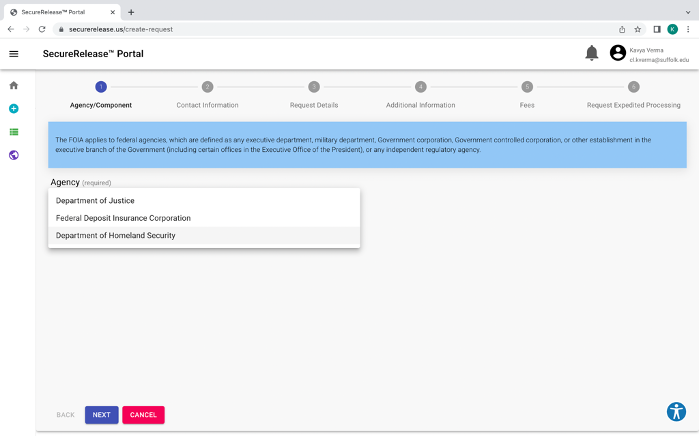 SecureRelease™ Portal
securerelease.us/create-request
K
SecureRelease™ Portal
Kavya Verma
cl.kverma@suffolk.edu
1 2 3 4 5 6
Agency/Component Contact Information Request Details Additional Information Fees Request Expedited Processing
The FOIA applies to federal agencies, which are defined as any executive department, military department, Government corporation, Government controlled corporation, or other establishment in the
executive branch of the Government (including certain offices in the Executive Office of the President), or any independent regulatory agency.
Agency (required)
Department of Justice
Federal Deposit Insurance Corporation
Department of Homeland Security
BACK NEXT CANCEL